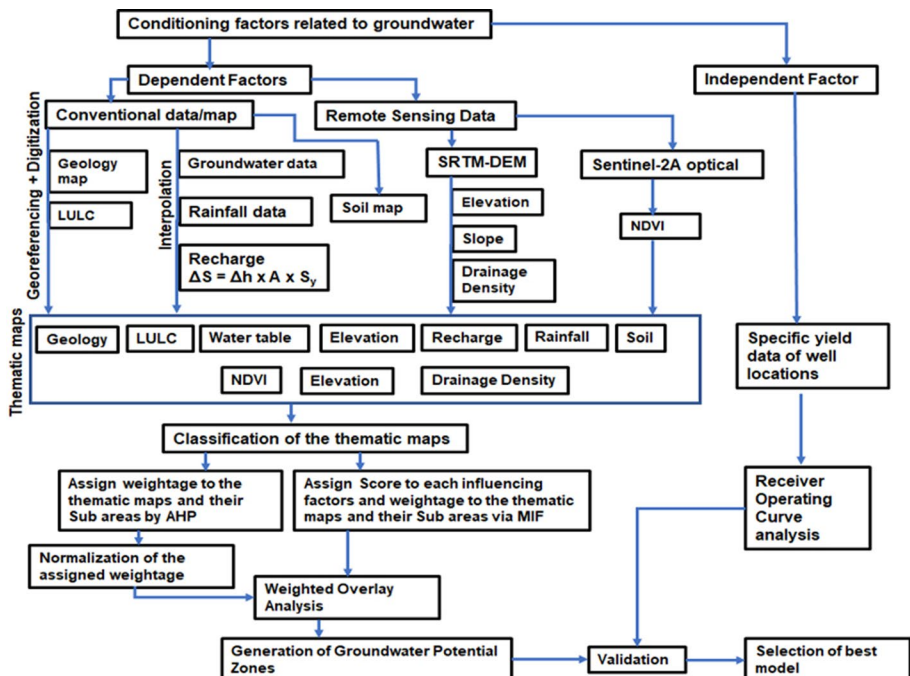 Conditioning factors related to groundwater
Dependent Factors
Independent Factor
Conventional data/map
Remote Sensing Data
Georeferencing + Digitization
Geology
map
LULC
Interpolation
Groundwater data
Rainfall data
Recharge
ΔS = Δh x A x Sy
Soil map
SRTM-DEM
Elevation
Slope
Drainage
Density
Sentinel-2A optical
NDVI
Thematic maps
Geology
LULC
Water table
Elevation
Recharge
Rainfall
Soil
NDVI
Elevation
Drainage Density
Specific yield
data of well
locations
Classification of the thematic maps
Assign weightage to the
thematic maps and their
Sub areas by AHP
Assign Score to each influencing
factors and weightage to the thematic
maps and their Sub areas via MIF
Receiver
Operating
Curve
analysis
Normalization of the
assigned weightage
Weighted Overlay
Analysis
Generation of Groundwater Potential
Zones
Validation
Selection of best
model